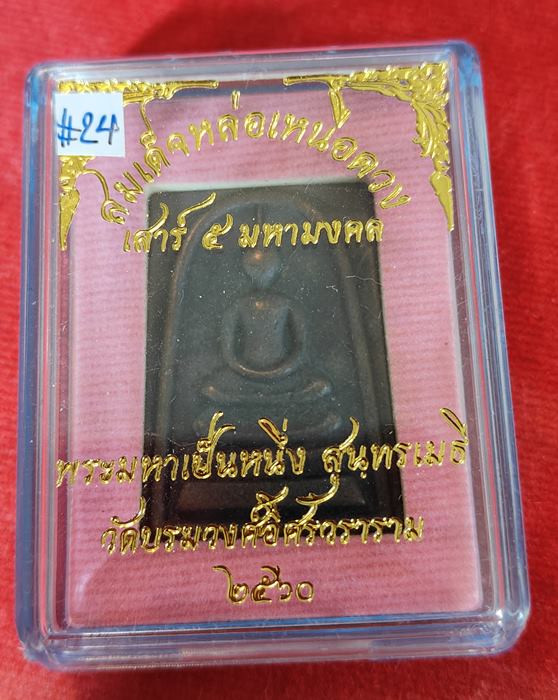 #24
สมเด็จหล่อเหนือดวง
เสาร์ ๕ มหามงคล
พระมหาเป็นหนึ่ง สุนฺทรเมธี
วัดบรมวงศ์อิศรวราราม
๒๕๖๐